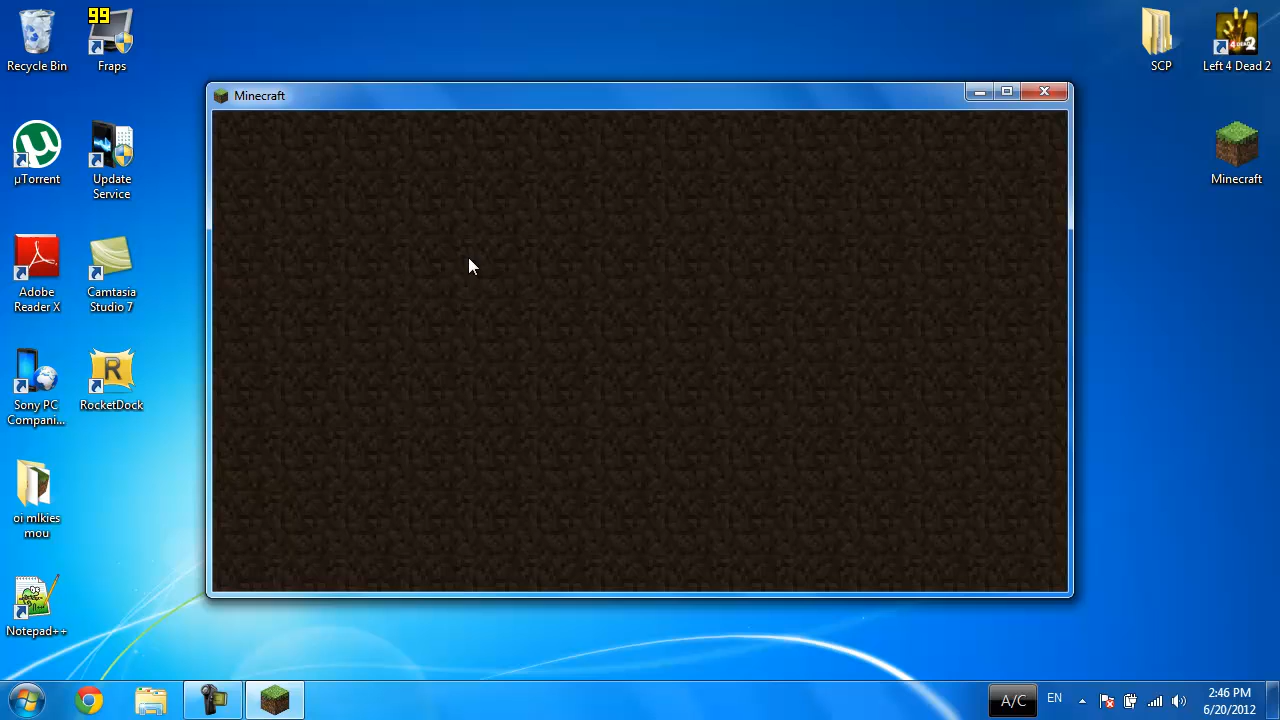 99
Recycle Bin
Fraps
SCP
Left 4 Dead 2
Minecraft
µTorrent
Update
Service
Minecraft
Adobe
Reader X
Camtasia
Studio 7
Sony PC
Compani...
RocketDock
oi mlkies
mou
Notepad++
A/C
EN
2:46 PM
6/20/2012